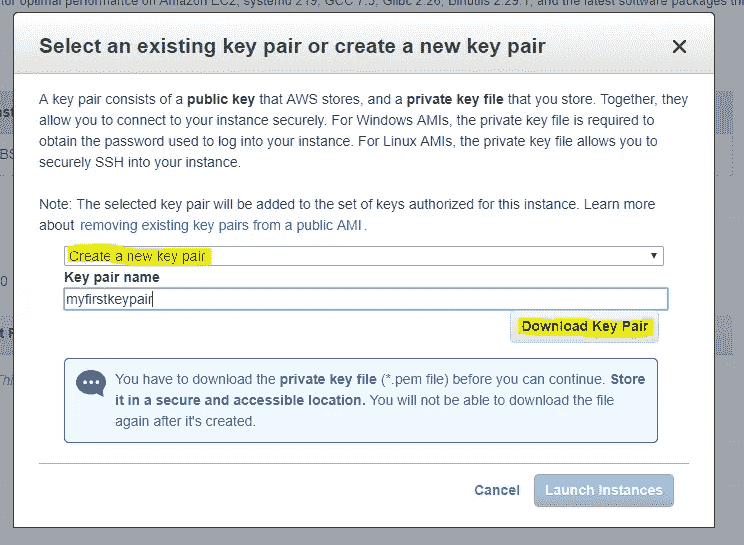 for optimal performance on Amazon EC2, systemd 219, GCC 7.3, Glibc 2.26, Binutils 2.29.1, and the latest software packages th
Select an existing key pair or create a new key pair
A key pair consists of a public key that AWS stores, and a private key file that you store. Together, they
allow you to connect to your instance securely. For Windows AMIs, the private key file is required to
obtain the password used to log into your instance. For Linux AMIs, the private key file allows you to
securely SSH into your instance.
Note: The selected key pair will be added to the set of keys authorized for this instance. Learn more
about removing existing key pairs from a public AMI .
Create a new key pair
Key pair name
myfirstkeypair
Download Key Pair
You have to download the private key file (*.pem file) before you can continue. Store
it in a secure and accessible location. You will not be able to download the file
again after it's created.
Cancel
Launch Instances